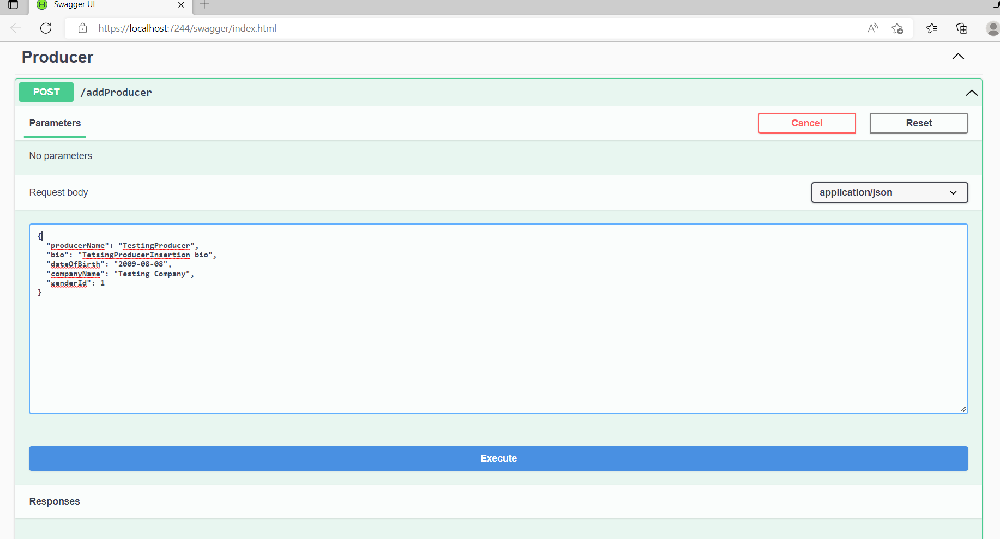 Swagger UI
https://localhost:7244/swagger/index.html
Producer
POST /addProducer
Parameters
Cancel
Reset
No parameters
Request body
application/json
{
"producerName": "TestingProducer",
"bio": "TetsingProducerInsertion bio",
"dateOfBirth": "2009-08-08",
"companyName": "Testing Company",
"genderId": 1
}
Execute
Responses